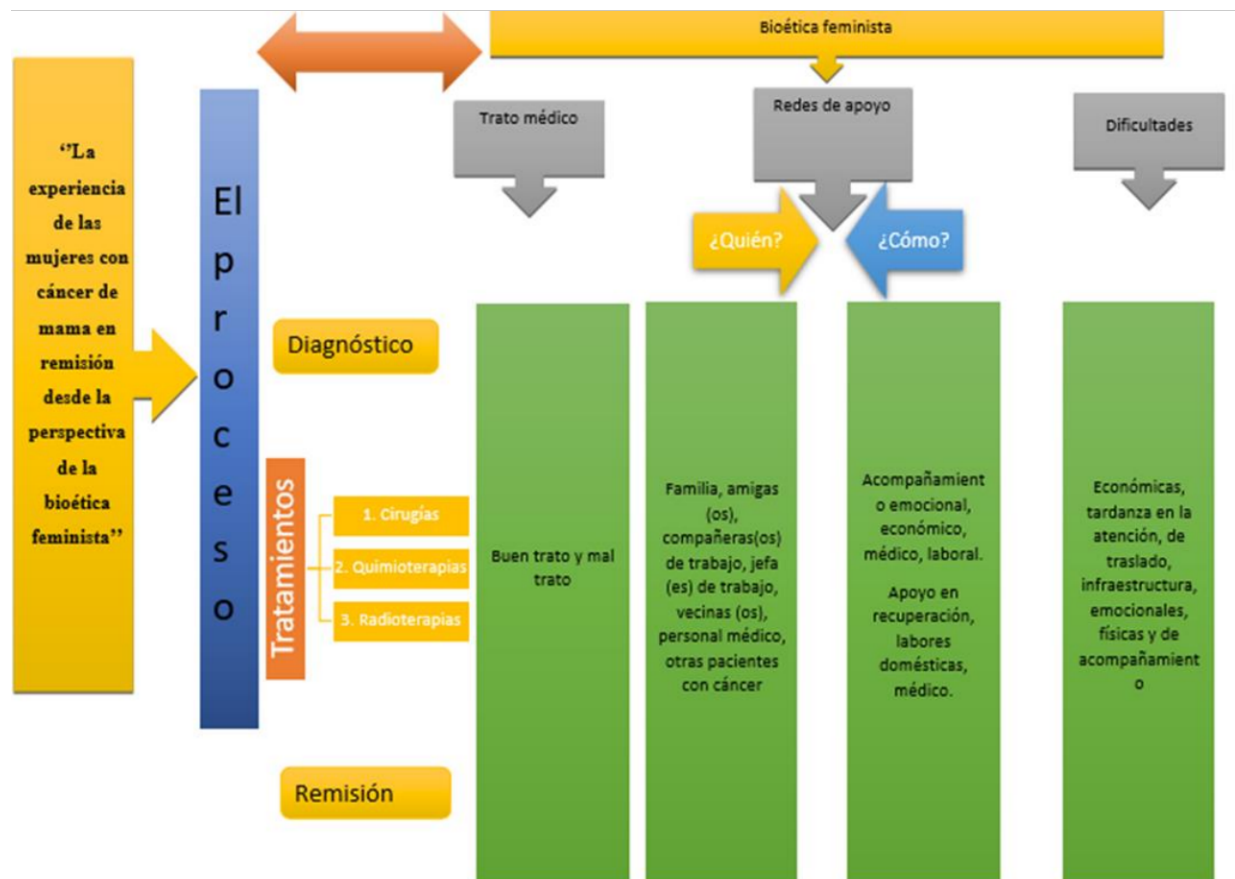 Bioética feminista
Trato médico
Redes de apoyo
Dificultades
¿Quién?
¿Cómo?
‘’La
experiencia
de las
mujeres con
cáncer de
mama en
remisión
desde la
perspectiva
de la
bioética
feminista’’
El
p
r
o
c
e
s
o
Diagnóstico
Tratamientos
1. Cirugías
2. Quimioterapias
3. Radioterapias
Remisión
Buen trato y mal
trato
Familia, amigas
(os),
compañeras(os)
de trabajo, jefa
(es) de trabajo,
vecinas (os),
personal médico,
otras pacientes
con cáncer
Acompañamient
o emocional,
económico,
médico, laboral.
Apoyo en
recuperación,
labores
domésticas,
médico.
Económicas,
tardanza en la
atención, de
traslado,
infraestructura,
emocionales,
físicas y de
acompañamient
o